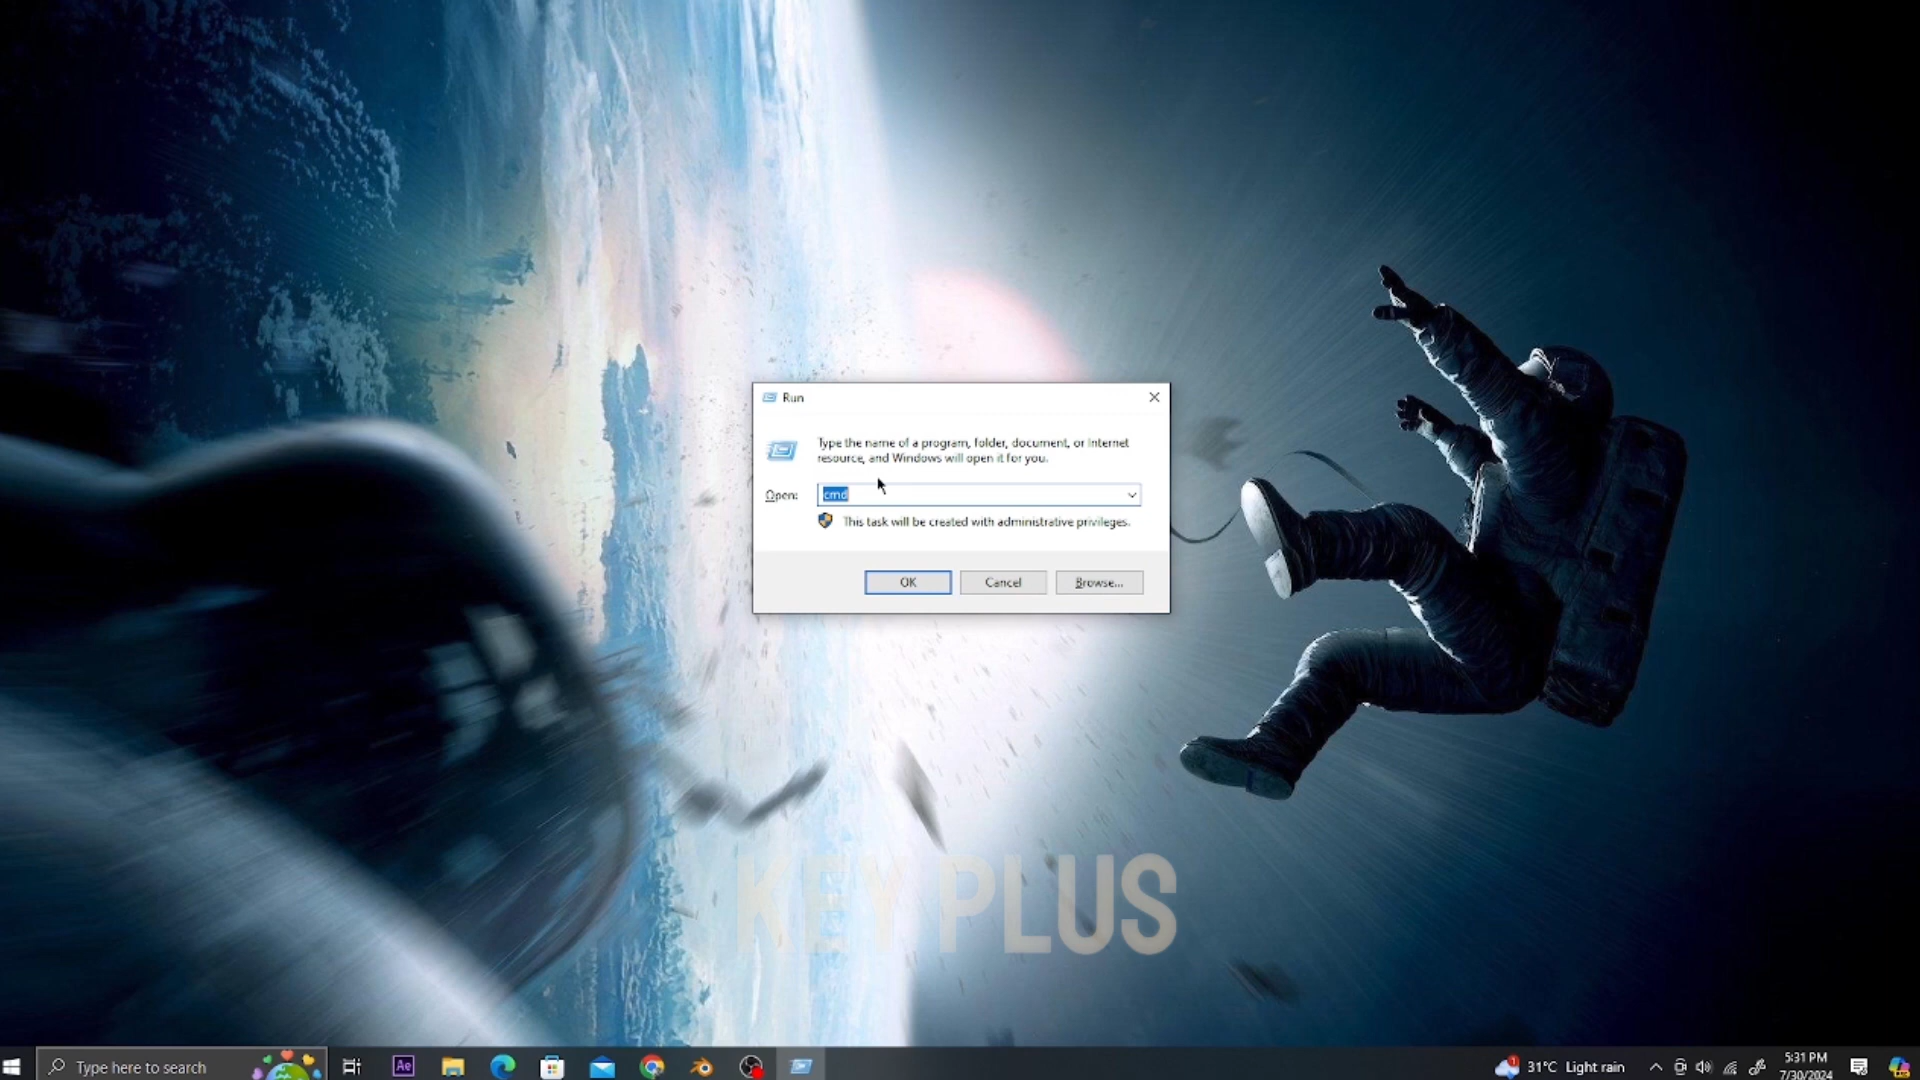 Run
Type the name of a program, folder, document, or Internet
resource, and Windows will open it for you.
Open:
cmd
This task will be created with administrative privileges.
OK
Cancel
Browse...
KEY PLUS
Type here to search
Ae
1
31°C Light rain
5:31 PM
7/30/2024